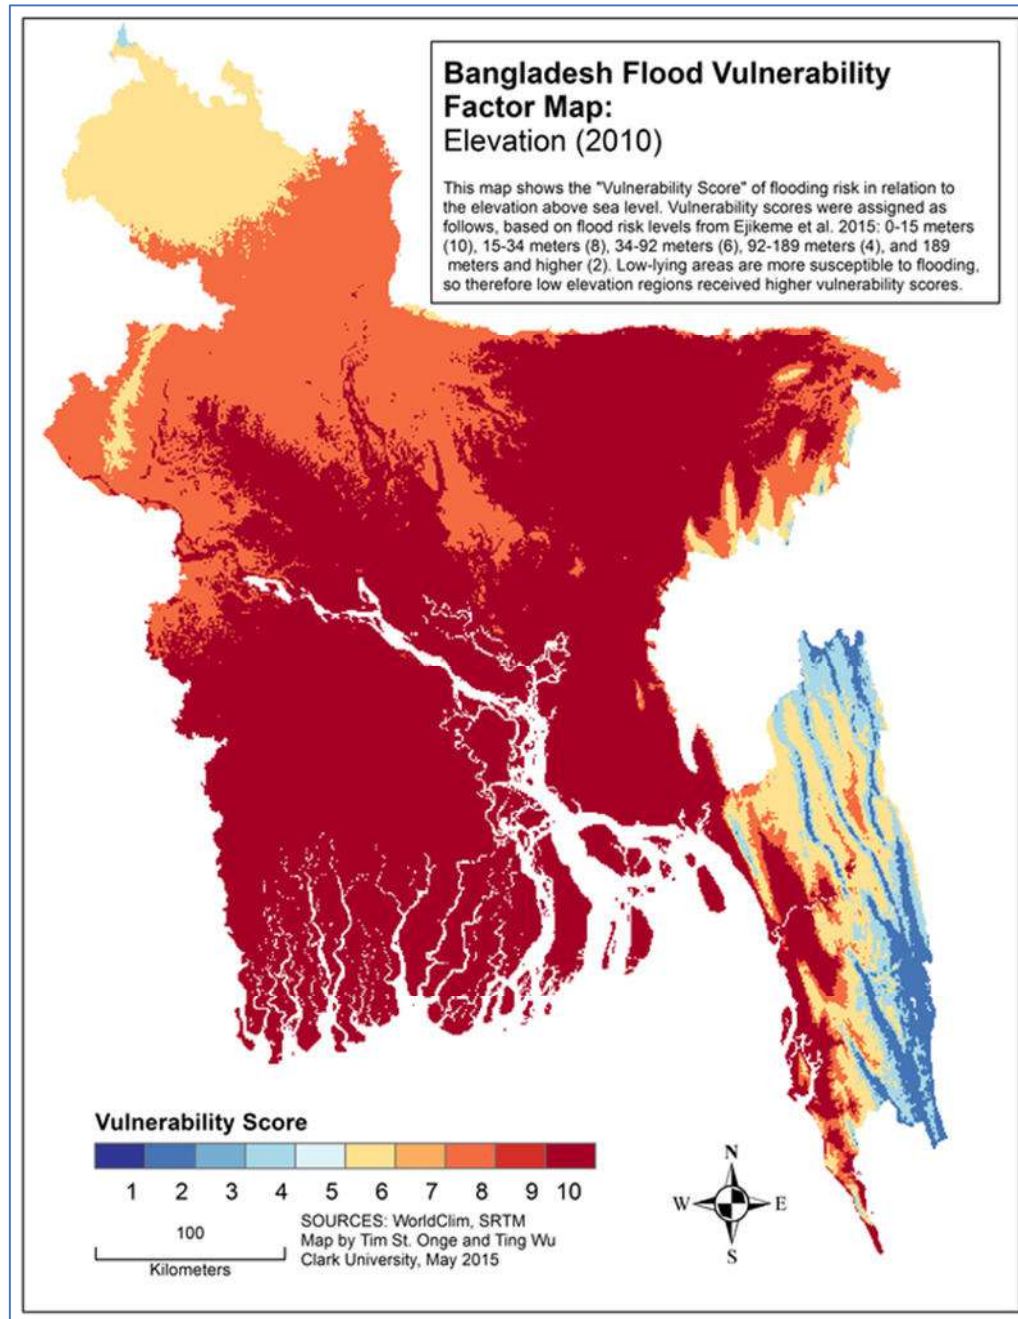 Bangladesh Flood Vulnerability
Factor Map:
Elevation (2010)
This map shows the "Vulnerability Score" of flooding risk in relation to
the elevation above sea level. Vulnerability scores were assigned as
follows, based on flood risk levels from Ejikeme et al. 2015: 0-15 meters
(10), 15-34 meters (8), 34-92 meters (6), 92-189 meters (4), and 189
meters and higher (2). Low-lying areas are more susceptible to flooding,
so therefore low elevation regions received higher vulnerability scores.
Vulnerability Score
1 2 3 4 5 6 7 8 9 10
100
Kilometers
SOURCES: WorldClim, SRTM
Map by Tim St. Onge and Ting Wu
Clark University, May 2015
N
W E
S